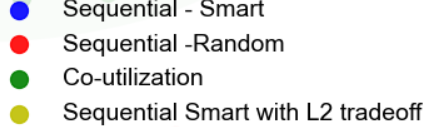 Sequential - Smart
Sequential -Random
Co-utilization
Sequential Smart with L2 tradeoff